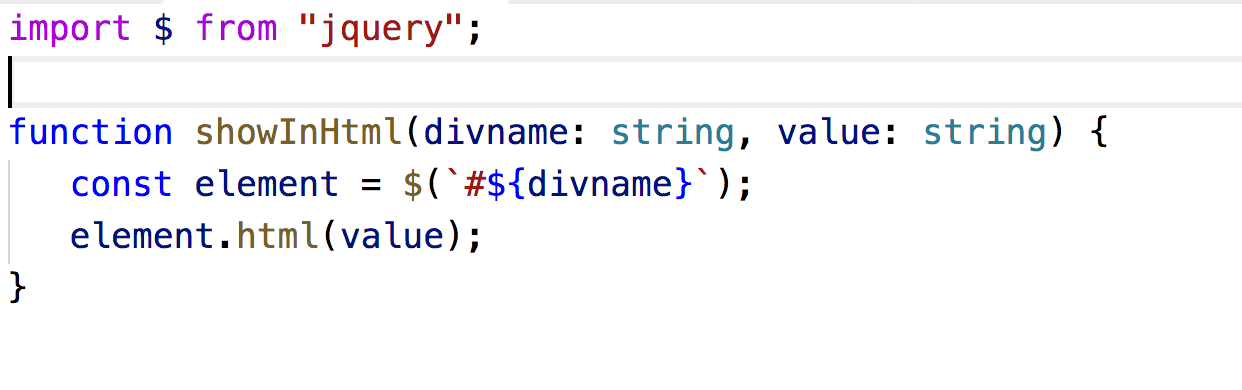 import $ from "jquery";
function showInHtml(divname: string, value: string) {
   const element = $(`#${divname}`);
   element.html(value);
}